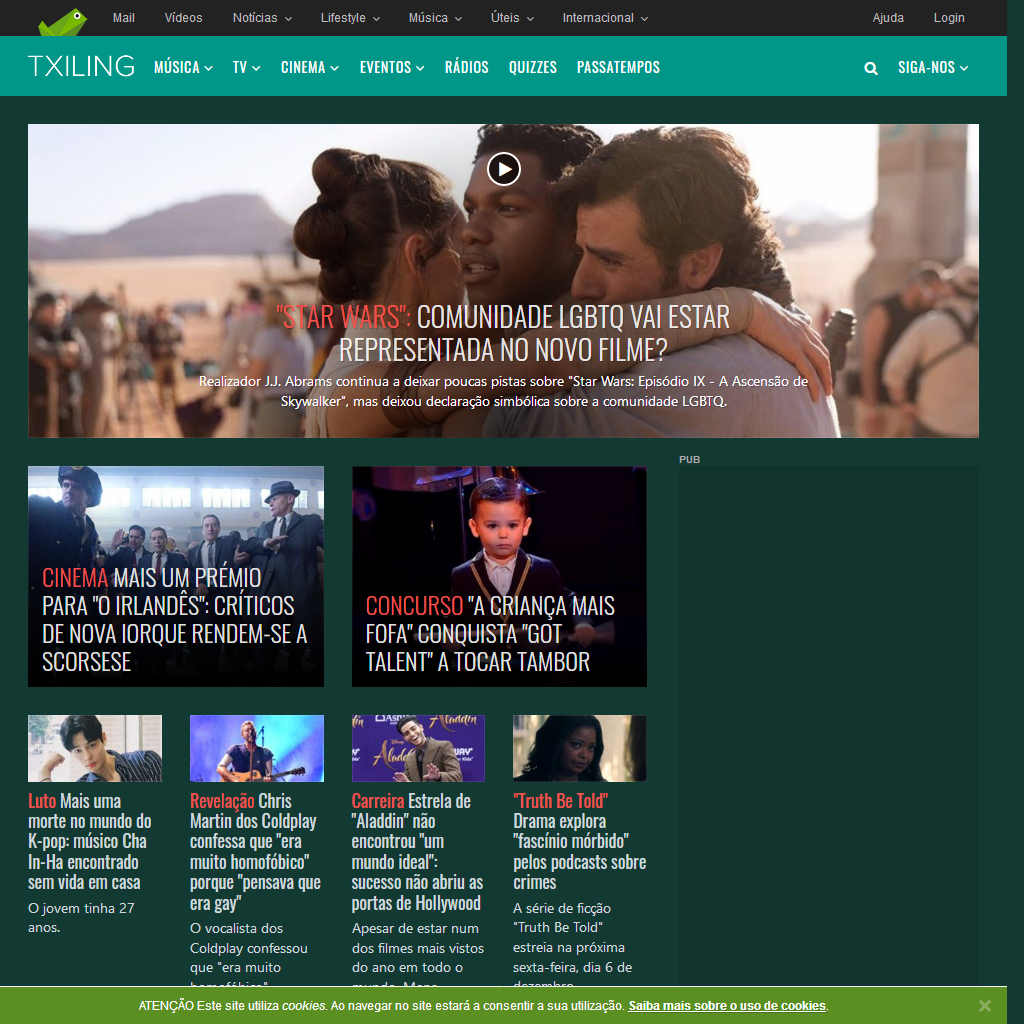 Mail Vídeos Notícias Lifestyle Música Úteis Internacional Ajuda Login
TXILING MÚSICA TV CINEMA EVENTOS RÁDIOS QUIZZES PASSATEMPOS SIGA-NOS
"STAR WARS": COMUNIDADE LGBTQ VAI ESTAR
REPRESENTADA NO NOVO FILME?
Realizador J.J. Abrams continua a deixar poucas pistas sobre "Star Wars: Episódio IX - A Ascensão de
Skywalker", mas deixou declaração simbólica sobre a comunidade LGBTQ.
PUB
CINEMA MAIS UM PRÉMIO
PARA "O IRLANDÊS": CRÍTICOS
DE NOVA IORQUE RENDEM-SE A
SCORSESE
CONCURSO "A CRIANÇA MAIS
FOFA" CONQUISTA "GOT
TALENT" A TOCAR TAMBOR
Aladdin
Disney
Aladdin
Luto Mais uma
morte no mundo do
K-pop: músico Cha
In-Ha encontrado
sem vida em casa
O jovem tinha 27
anos.
Revelação Chris
Martin dos Coldplay
confessa que "era
muito homofóbico"
porque "pensava que
era gay"
O vocalista dos
Coldplay confessou
que "era muito
homofóbico"
Carreira Estrela de
"Aladdin" não
encontrou "um
mundo ideal":
sucesso não abriu as
portas de Hollywood
Apesar de estar num
dos filmes mais vistos
do ano em todo o
mundo, Mena
"Truth Be Told"
Drama explora
"fascínio mórbido"
pelos podcasts sobre
crimes
A série de ficção
"Truth Be Told"
estreia na próxima
sexta-feira, dia 6 de
dezembro
ATENÇÃO Este site utiliza cookies. Ao navegar no site estará a consentir a sua utilização. Saiba mais sobre o uso de cookies.